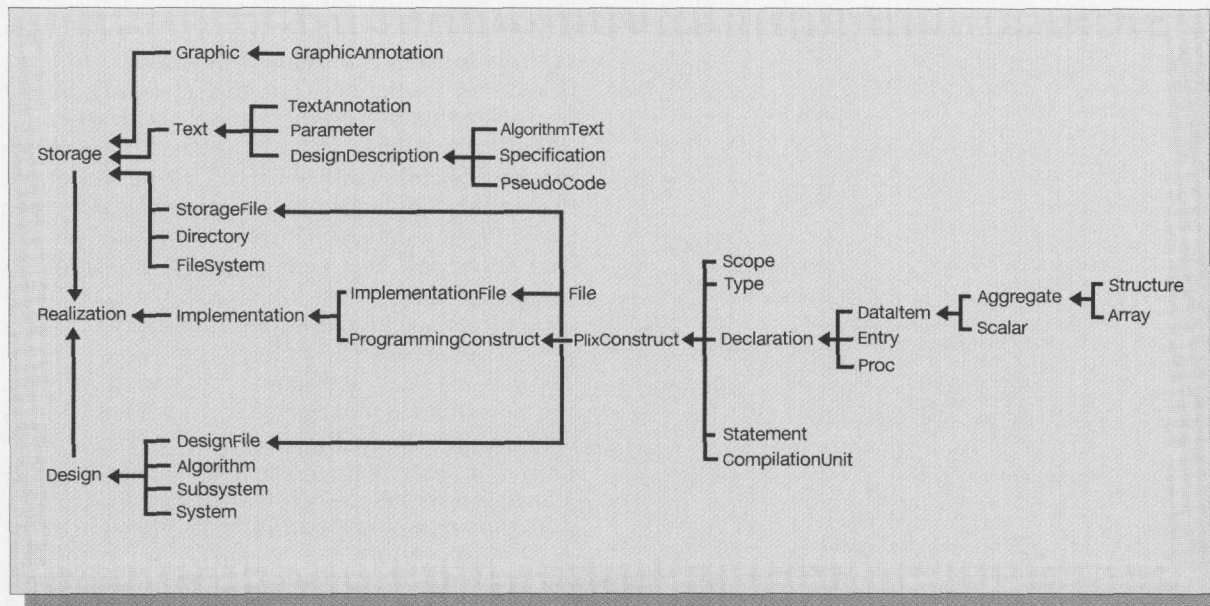 Graphic GraphicAnnotation
TextAnnotation
Text Parameter AlgorithmText
Storage DesignDescription Specification
PseudoCode
StorageFile
Directory
FileSystem Scope
Type Structure
ImplementationFile File Aggregate
Realization Implementation DataItem Array
Scalar
ProgrammingConstruct PlixConstruct Declaration Entry
Proc
DesignFile Statement
Algorithm CompilationUnit
Design Subsystem
System